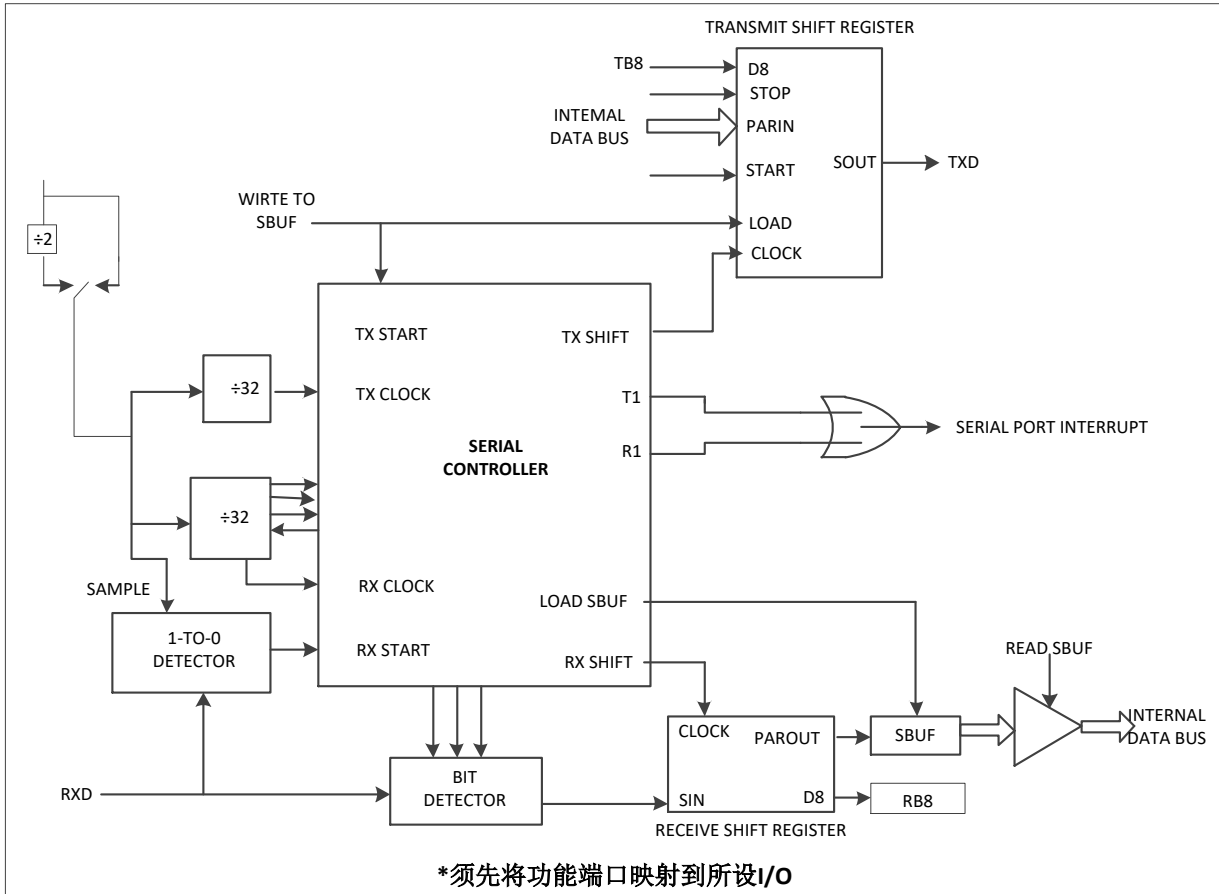 TRANSMIT SHIFT REGISTER
TB8
D8
STOP
INTEMAL
DATA BUS
PARIN
START
SOUT
TXD
WIRTE TO
SBUF
LOAD
CLOCK
÷2
TX START
TX SHIFT
÷32
TX CLOCK
T1
SERIAL
CONTROLLER
R1
SERIAL PORT INTERRUPT
÷32
RX CLOCK
SAMPLE
LOAD SBUF
1-TO-0
DETECTOR
RX START
RX SHIFT
READ SBUF
CLOCK
PAROUT
SBUF
INTERNAL
DATA BUS
RXD
BIT
DETECTOR
SIN
D8
RB8
RECEIVE SHIFT REGISTER
*须先将功能端口映射到所设I/O